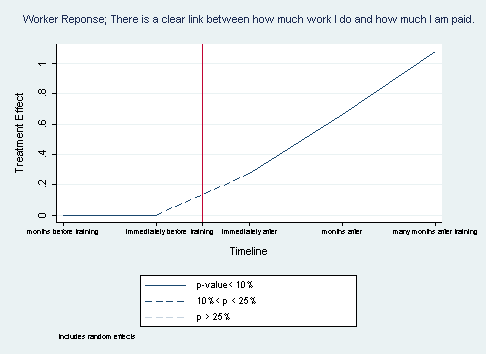 Worker Reponse; There is a clear link between how much work I do and how much I am paid.
Treatment Effect
1
.8
.6
.4
.2
0
months before training
immediately before
training
immediately after
months after
many months after training
Timeline
p-value< 10%
10%< p < 25%
p > 25%
includes random effects